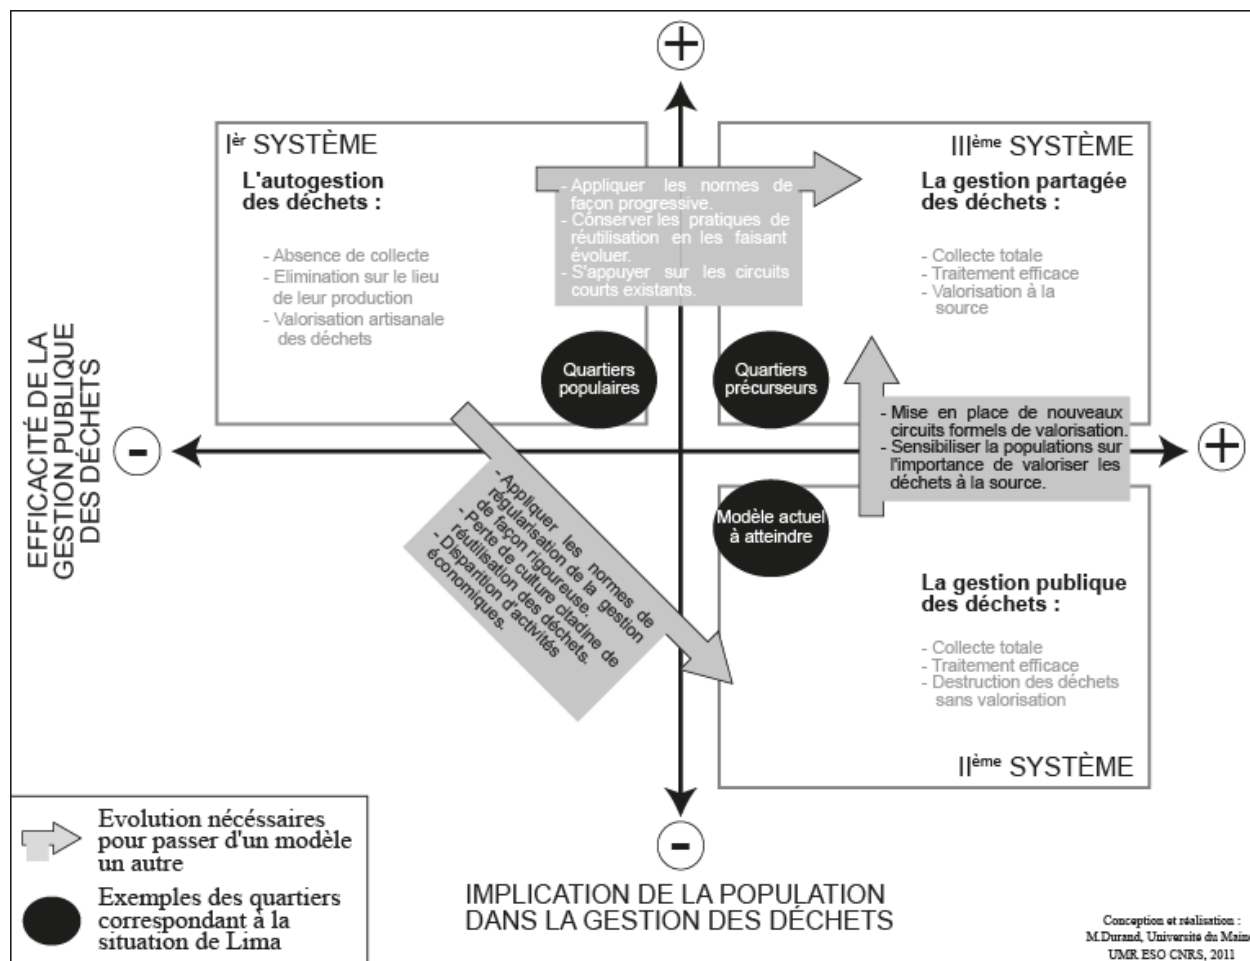 +
Ièr SYSTÈME
L'autogestion
des déchets :
- Absence de collecte
- Elimination sur le lieu
de leur production
- Valorisation artisanale
des déchets
- Appliquer les normes de
façon progressive.
- Conserver les pratiques de
réutilisation en les faisant
évoluer.
- S'appuyer sur les circuits
courts existants.
IIIème SYSTÈME
La gestion partagée
des déchets :
- Collecte totale
- Traitement efficace
- Valorisation à la
source
Quartiers
populaires
Quartiers
précurseurs
EFFICACITÉ DE LA
GESTION PUBLIQUE
DES DÉCHETS
-
+
- Mise en place de nouveaux
circuits formels de valorisation.
- Sensibiliser la populations sur
l'importance de valoriser les
déchets à la source.
- Appliquer les normes de
régularisation de la gestion
de façon rigoureuse.
- Perte de culture citadine de
réutilisation des déchets.
- Disparition d'activités
économiques.
Modèle actuel
à atteindre
La gestion publique
des déchets :
- Collecte totale
- Traitement efficace
- Destruction des déchets
sans valorisation
IIème SYSTÈME
-
IMPLICATION DE LA POPULATION
DANS LA GESTION DES DÉCHETS
Evolution nécéssaires
pour passer d'un modèle
un autre
Exemples des quartiers
correspondant à la
situation de Lima
Conception et réalisation :
M.Durand, Université du Maine
UMR ESO CNRS, 2011